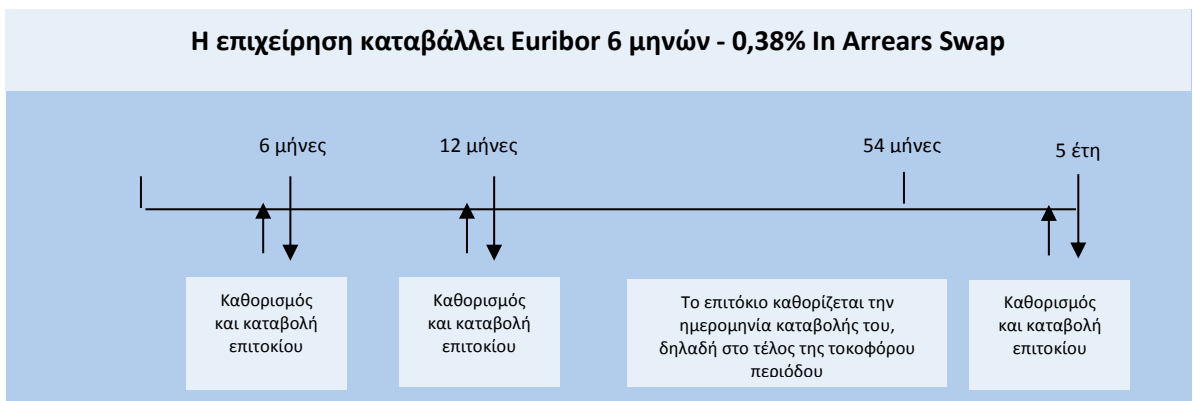 Η επιχείρηση καταβάλλει Euribor 6 μηνών - 0,38% In Arrears Swap
6 μήνες
12 μήνες
54 μήνες
5 έτη
Καθορισμός
και καταβολή
επιτοκίου
Καθορισμός
και καταβολή
επιτοκίου
Το επιτόκιο καθορίζεται την
ημερομηνία καταβολής του,
δηλαδή στο τέλος της τοκοφόρου
περιόδου
Καθορισμός
και καταβολή
επιτοκίου